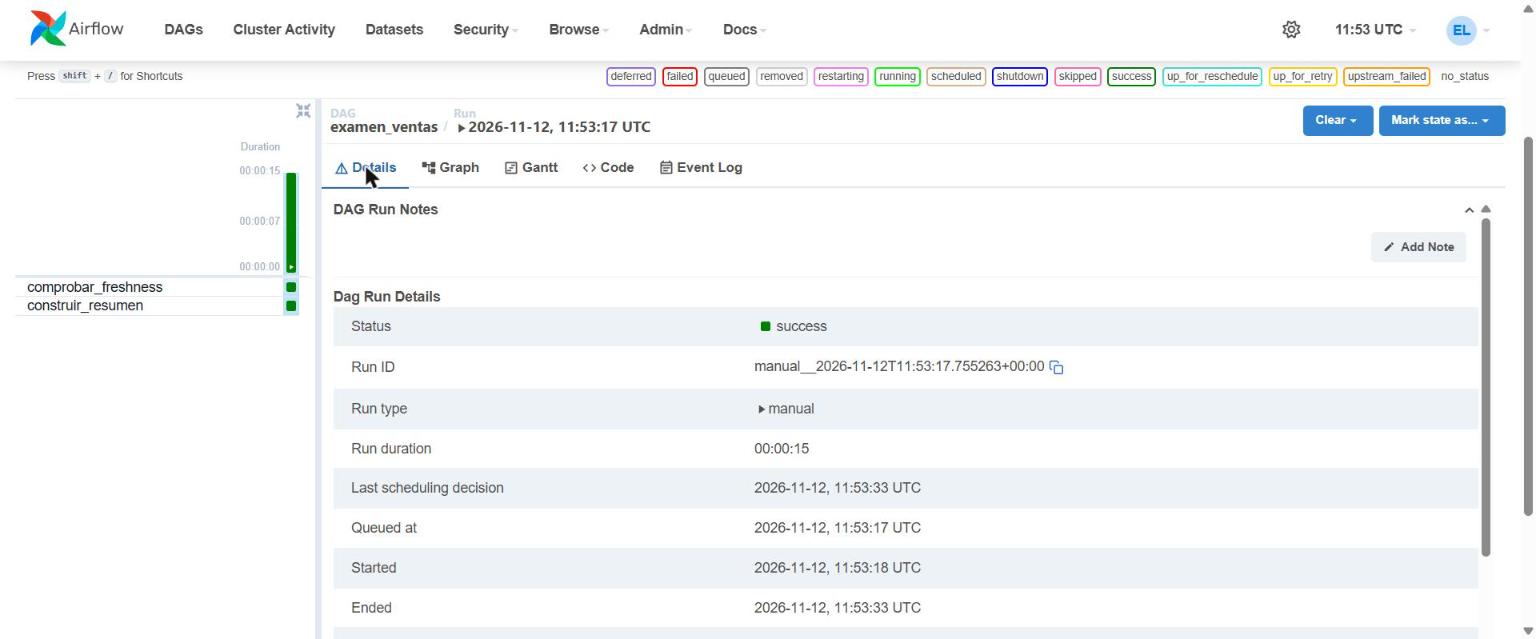 Airflow DAGs Cluster Activity Datasets Security Browse Admin Docs 11:53 UTC EL
Press shift + / for Shortcuts
deferred failed queued removed restarting running scheduled shutdown skipped success up_for_reschedule up_for_retry upstream_failed no_status
DAG Run
examen_ventas / 2026-11-12, 11:53:17 UTC
Clear Mark state as...
Duration
00:00:15
00:00:07
00:00:00
comprobar_freshness
construir_resumen
Details Graph Gantt <> Code Event Log
DAG Run Notes
Add Note
Dag Run Details
Status success
Run ID manual__2026-11-12T11:53:17.755263+00:00
Run type manual
Run duration 00:00:15
Last scheduling decision 2026-11-12, 11:53:33 UTC
Queued at 2026-11-12, 11:53:17 UTC
Started 2026-11-12, 11:53:18 UTC
Ended 2026-11-12, 11:53:33 UTC